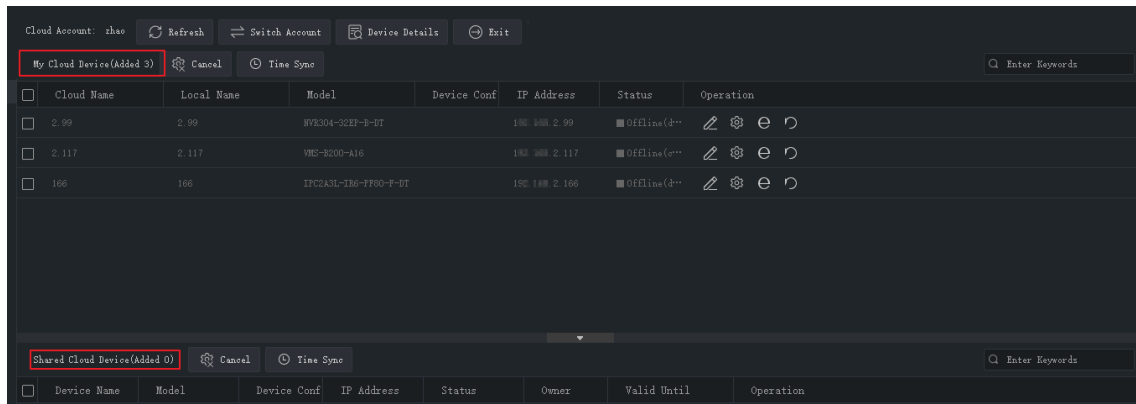 Cloud Account: zhao Refresh Switch Account Device Details Exit
My Cloud Device(Added 3) Cancel Time Sync Enter Keywords
Cloud Name Local Name Model Device Conf IP Address Status Operation
2.99 2.99 NVR304-32EP-B-DT 2.99 Offline(d...
2.117 2.117 VMS-B200-A16 2.117 Offline(c...
166 166 IPC2A3L-IR6-PF80-F-DT 2.166 Offline(d...
Shared Cloud Device(Added 0) Cancel Time Sync Enter Keywords
Device Name Model Device Conf IP Address Status Owner Valid Until Operation